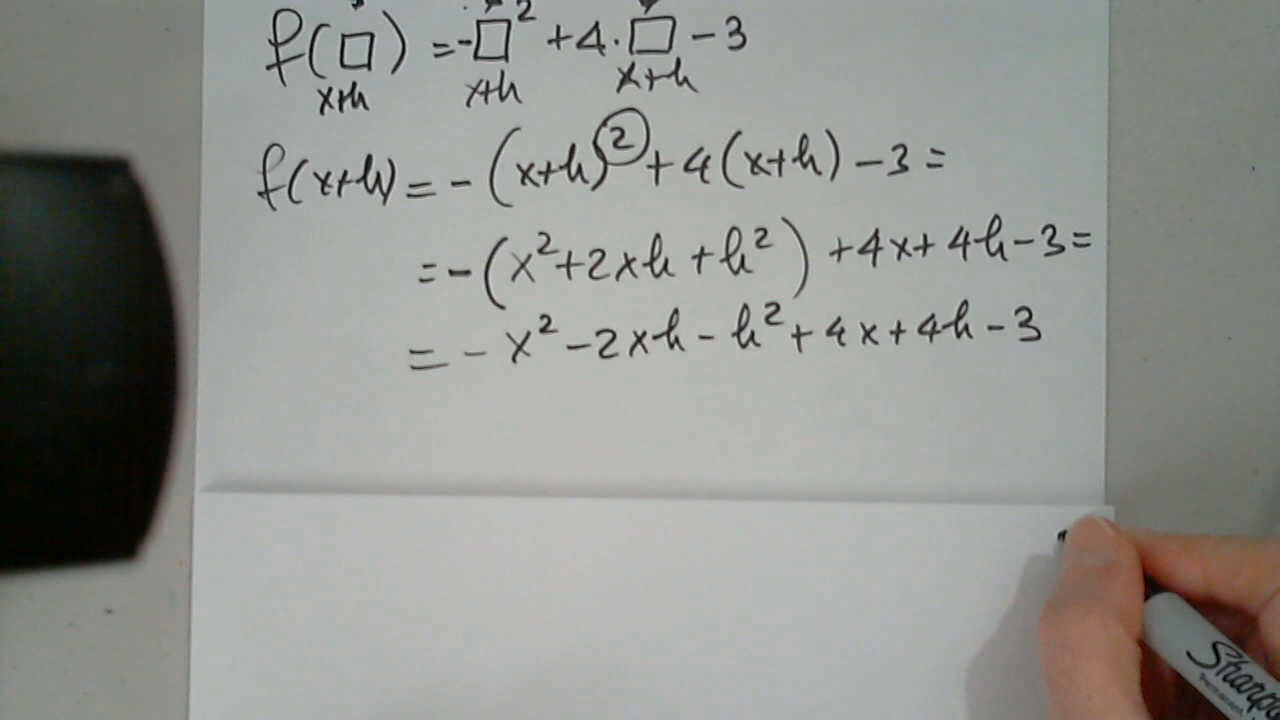 f(□) = -□² + 4·□ - 3
x+h x+h x+h
f(x+h) = -(x+h)² + 4(x+h) - 3 =
= -(x² + 2xh + h²) + 4x + 4h - 3 =
= - x² - 2xh - h² + 4x + 4h - 3
Sharpie